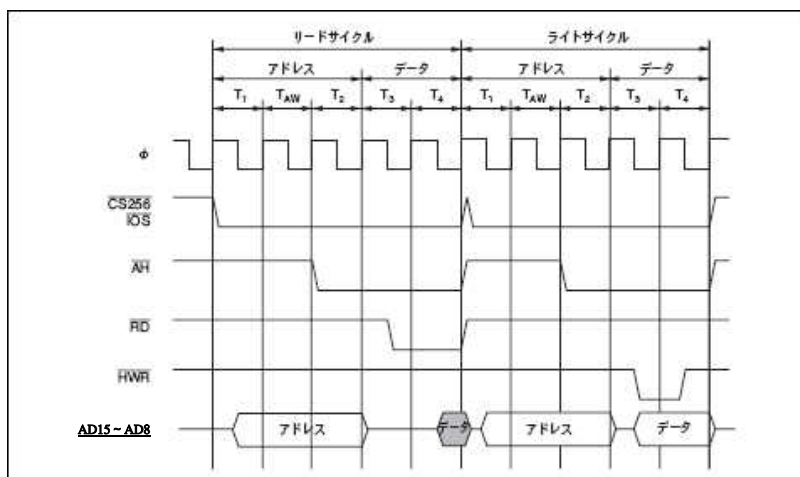 リードサイクル ライトサイクル
アドレス データ アドレス データ
T1 TAW T2 T3 T4 T1 TAW T2 T3 T4
Φ
CS256
IOS
AH
RD
HWR
AD15 ~ AD8 アドレス データ アドレス データ